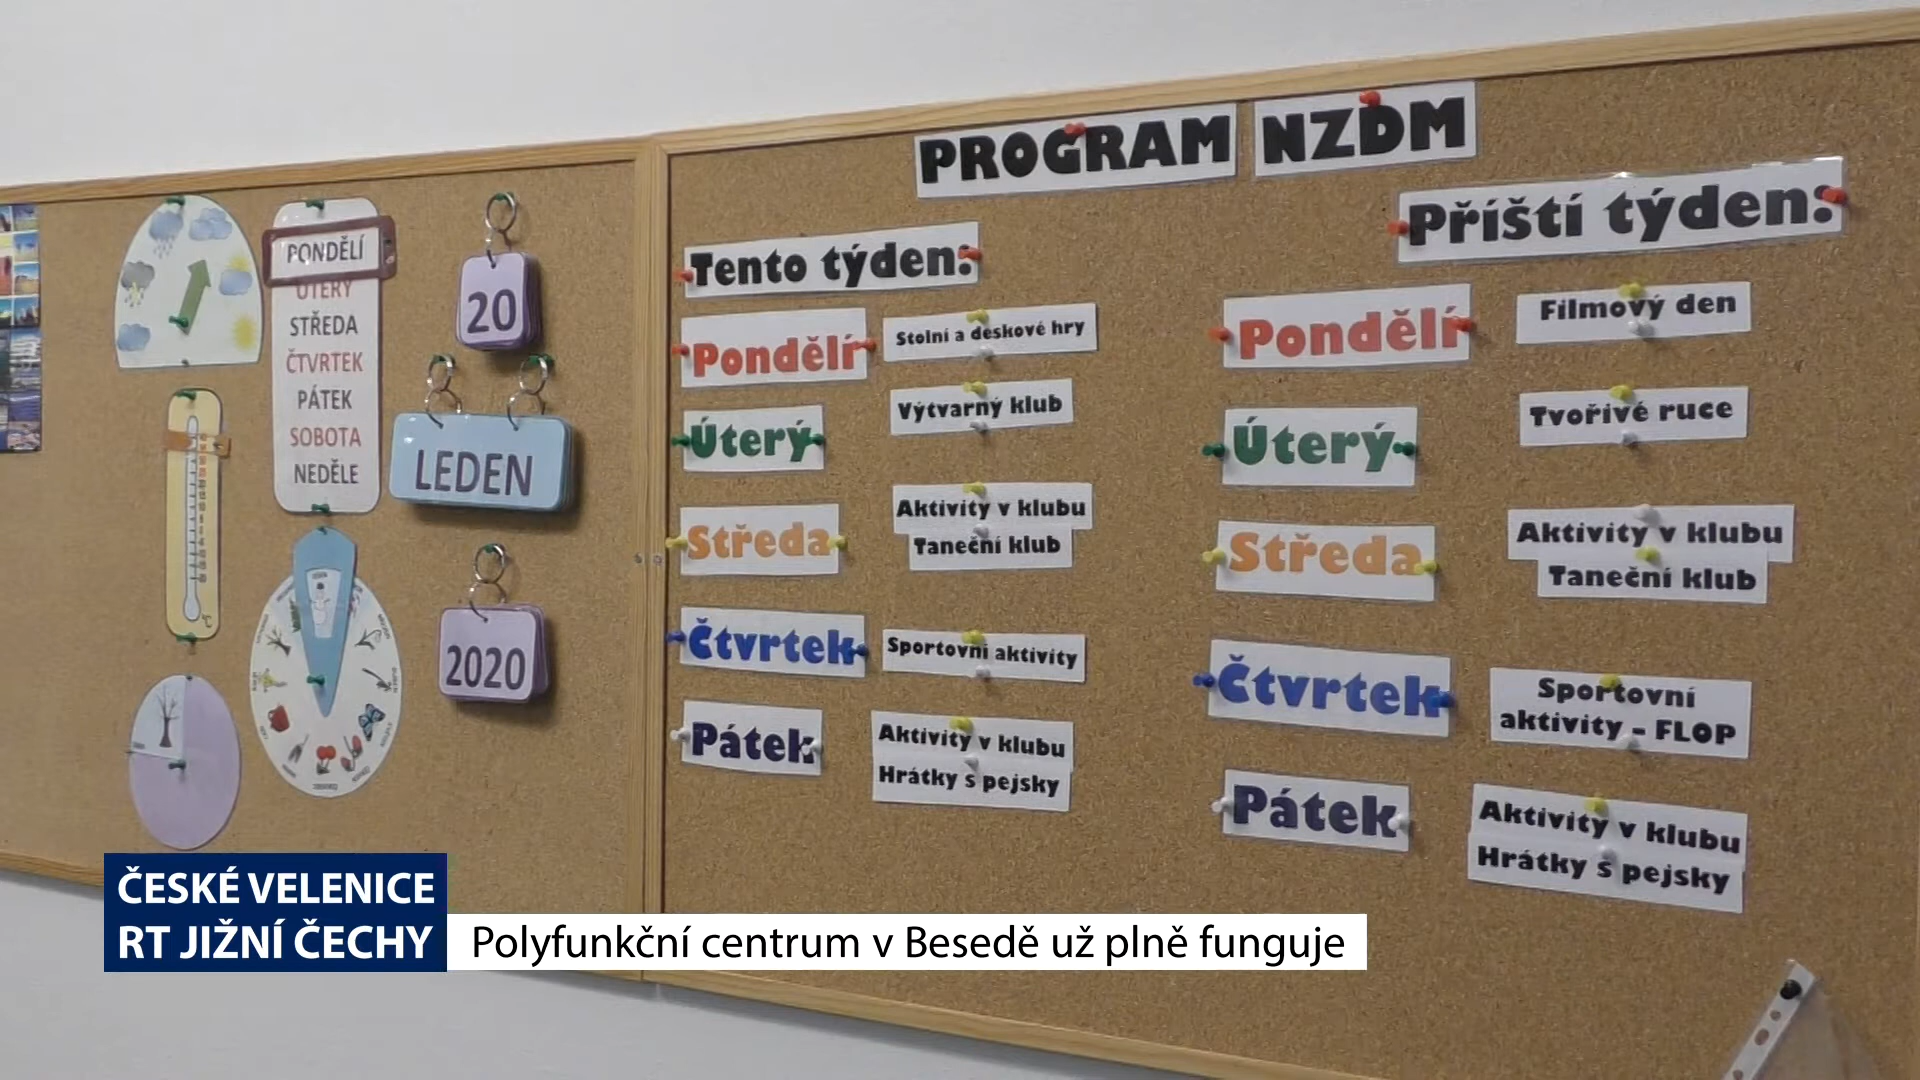 PONDĚLÍ
ÚTERÝ
STŘEDA
ČTVRTEK
PÁTEK
SOBOTA
NEDĚLE
20
LEDEN
2020
°C
PROGRAM NZDM
Tento týden:
Pondělí
Stolní a deskové hry
Úterý
Výtvarný klub
Středa
Aktivity v klubu
Taneční klub
Čtvrtek
Sportovní aktivity
Pátek
Aktivity v klubu
Hrátky s pejsky
Příští týden:
Pondělí
Filmový den
Úterý
Tvořivé ruce
Středa
Aktivity v klubu
Taneční klub
Čtvrtek
Sportovní
aktivity - FLOP
Pátek
Aktivity v klubu
Hrátky s pejsky
ČESKÉ VELENICE
RT JIŽNÍ ČECHY
Polyfunkční centrum v Besedě už plně funguje